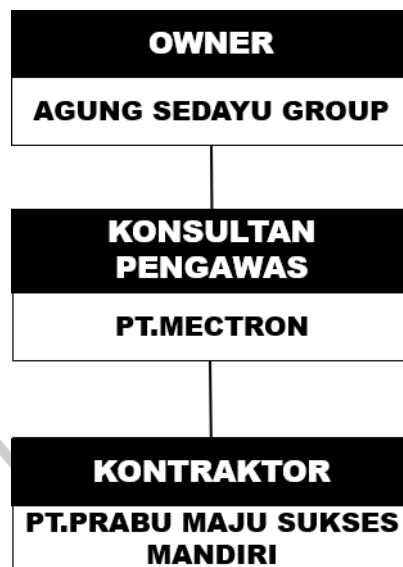 OWNER
AGUNG SEDAYU GROUP
KONSULTAN
PENGAWAS
PT.MECTRON
KONTRAKTOR
PT.PRABU MAJU SUKSES
MANDIRI